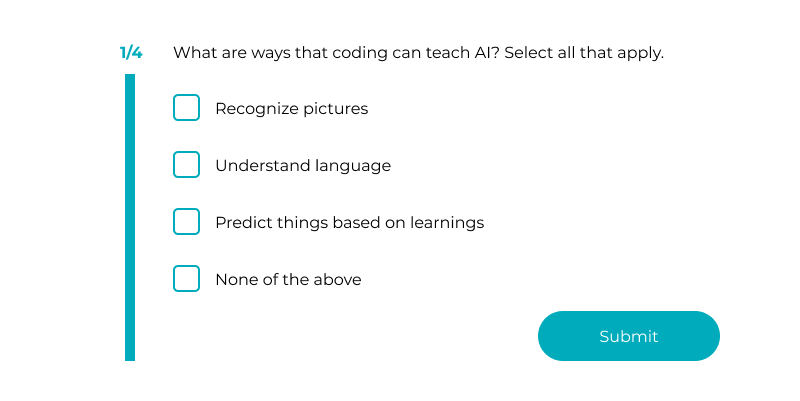 1/4 What are ways that coding can teach AI? Select all that apply.
Recognize pictures
Understand language
Predict things based on learnings
None of the above
Submit